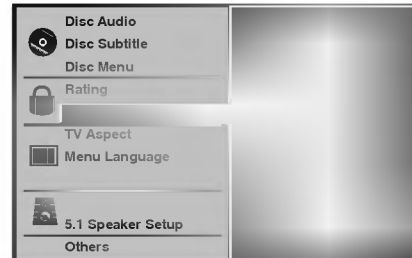 Disc Audio
Disc Subtitle
Disc Menu
Rating
TV Aspect
Menu Language
5.1 Speaker Setup
Others